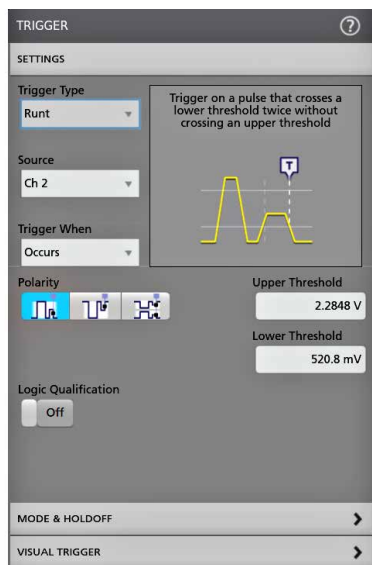 TRIGGER
?
SETTINGS
Trigger Type
Runt
Trigger on a pulse that crosses a
lower threshold twice without
crossing an upper threshold
T
Source
Ch 2
Trigger When
Occurs
Polarity
Upper Threshold
2.2848 V
Lower Threshold
520.8 mV
Logic Qualification
Off
MODE & HOLDOFF
VISUAL TRIGGER